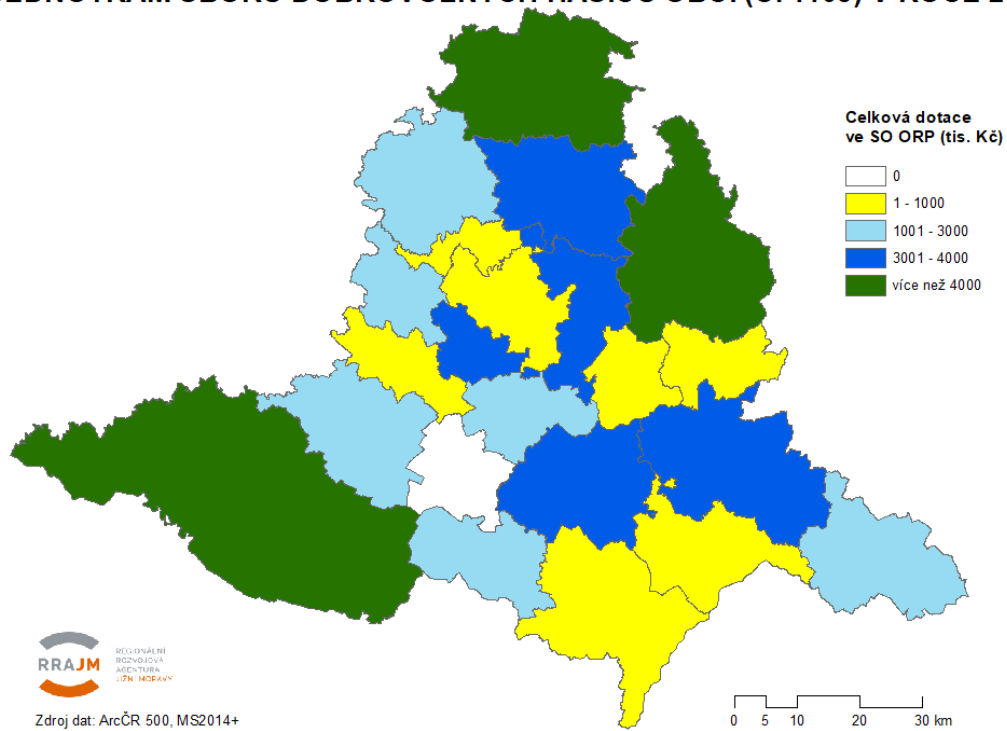 Celková dotace
ve SO ORP (tis. Kč)
0
1 - 1000
1001 - 3000
3001 - 4000
více než 4000
RRAJM
REGIONÁLNÍ
ROZVOJOVÁ
AGENTURA
JIŽNÍ MORAVY
Zdroj dat: ArcČR 500, MS2014+
0 5 10 20 30 km